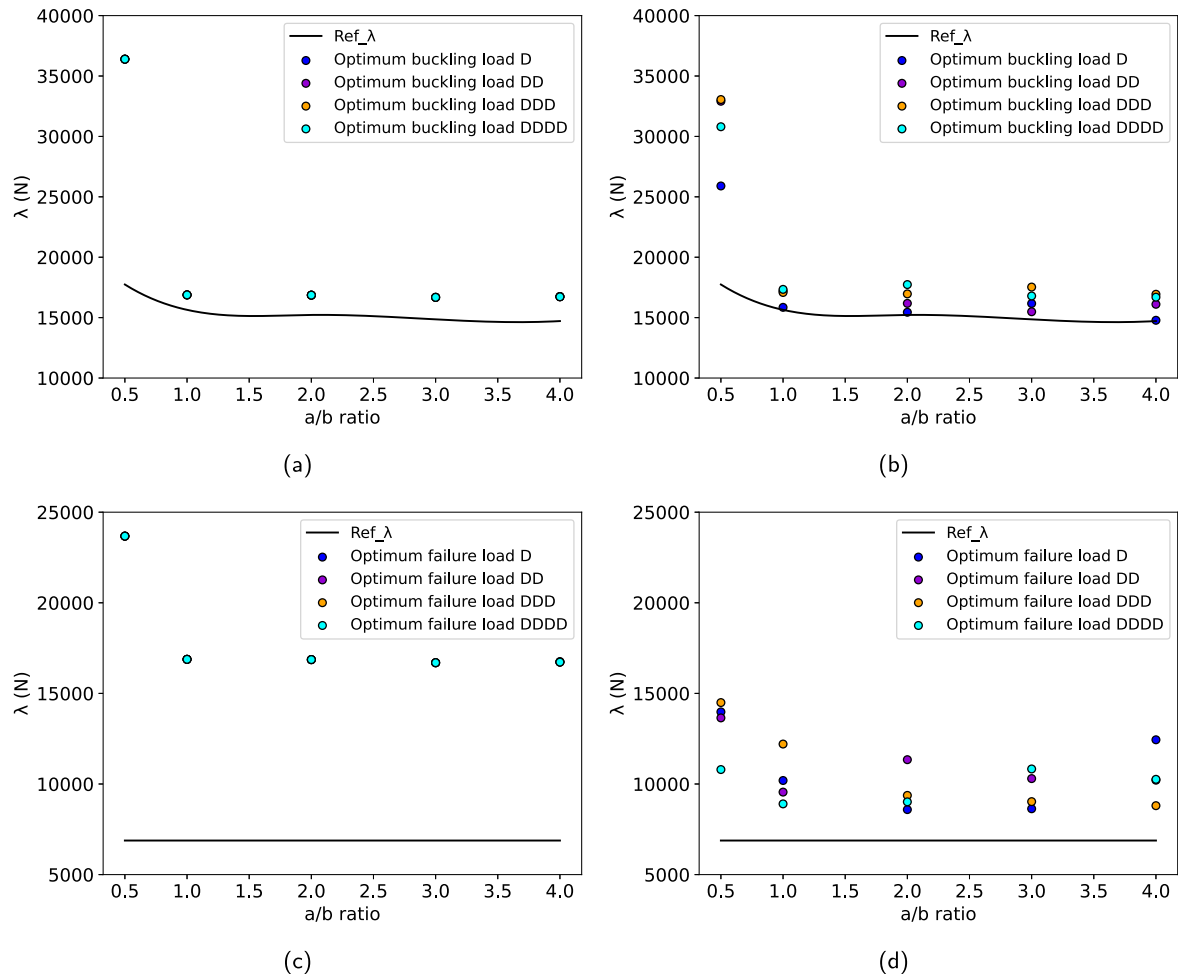 40000
35000
30000
25000
20000
15000
10000
λ (N)
Ref_λ
Optimum buckling load D
Optimum buckling load DD
Optimum buckling load DDD
Optimum buckling load DDDD
0.5 1.0 1.5 2.0 2.5 3.0 3.5 4.0
a/b ratio
(a)
40000
35000
30000
25000
20000
15000
10000
λ (N)
Ref_λ
Optimum buckling load D
Optimum buckling load DD
Optimum buckling load DDD
Optimum buckling load DDDD
0.5 1.0 1.5 2.0 2.5 3.0 3.5 4.0
a/b ratio
(b)
25000
20000
15000
10000
5000
λ (N)
Ref_λ
Optimum failure load D
Optimum failure load DD
Optimum failure load DDD
Optimum failure load DDDD
0.5 1.0 1.5 2.0 2.5 3.0 3.5 4.0
a/b ratio
(c)
25000
20000
15000
10000
5000
λ (N)
Ref_λ
Optimum failure load D
Optimum failure load DD
Optimum failure load DDD
Optimum failure load DDDD
0.5 1.0 1.5 2.0 2.5 3.0 3.5 4.0
a/b ratio
(d)